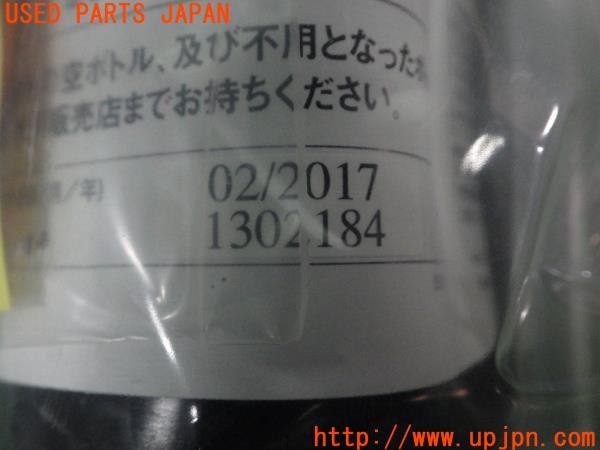 USED PARTS JAPAN
空ボトル、及び不用となった
販売店までお持ちください。
/年)
02/2017
1302184
http://www.upjpn.com/